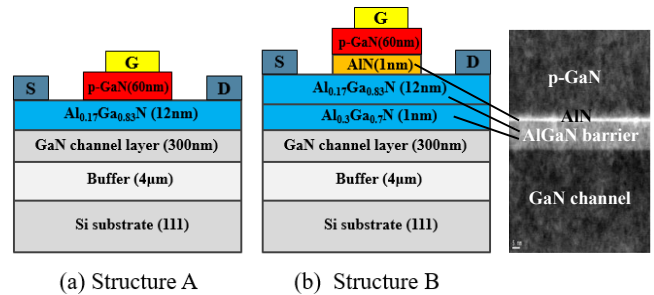 G
p-GaN(60nm)
S
D
Al0.17Ga0.83N (12nm)
GaN channel layer (300nm)
Buffer (4μm)
Si substrate (111)
(a) Structure A
G
p-GaN(60nm)
AlN(1nm)
S
D
Al0.17Ga0.83N (12nm)
Al0.3Ga0.7N (1nm)
GaN channel layer (300nm)
Buffer (4μm)
Si substrate (111)
(b) Structure B
p-GaN
AlN
AlGaN barrier
GaN channel